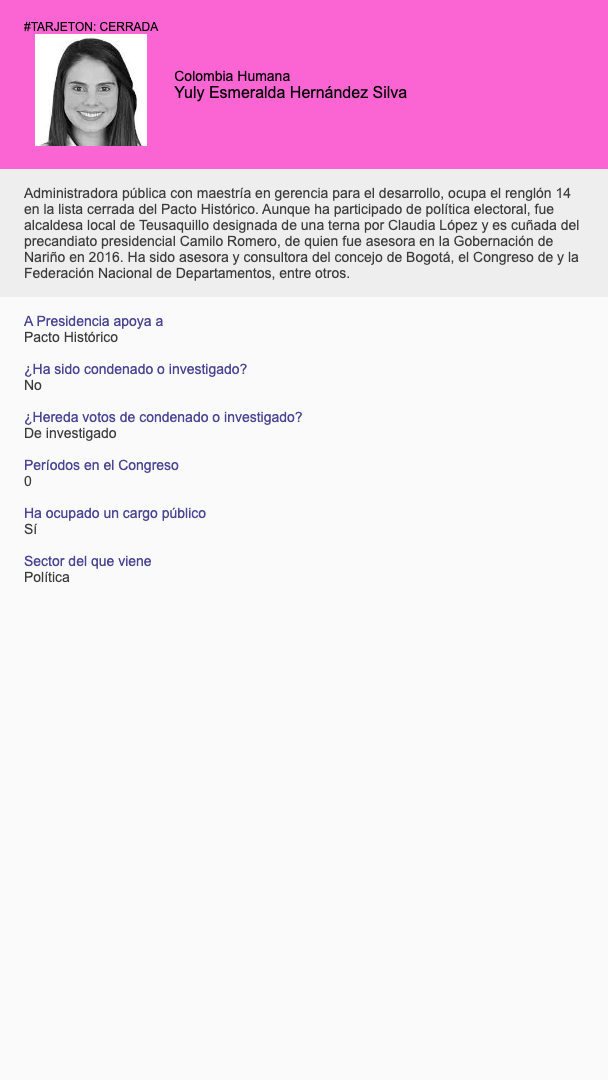 #TARJETON: CERRADA
Colombia Humana
Yuly Esmeralda Hernández Silva
Administradora pública con maestría en gerencia para el desarrollo, ocupa el renglón 14
en la lista cerrada del Pacto Histórico. Aunque ha participado de política electoral, fue
alcaldesa local de Teusaquillo designada de una terna por Claudia López y es cuñada del
precandiato presidencial Camilo Romero, de quien fue asesora en la Gobernación de
Nariño en 2016. Ha sido asesora y consultora del concejo de Bogotá, el Congreso de y la
Federación Nacional de Departamentos, entre otros.
A Presidencia apoya a
Pacto Histórico
¿Ha sido condenado o investigado?
No
¿Hereda votos de condenado o investigado?
De investigado
Períodos en el Congreso
0
Ha ocupado un cargo público
Sí
Sector del que viene
Política